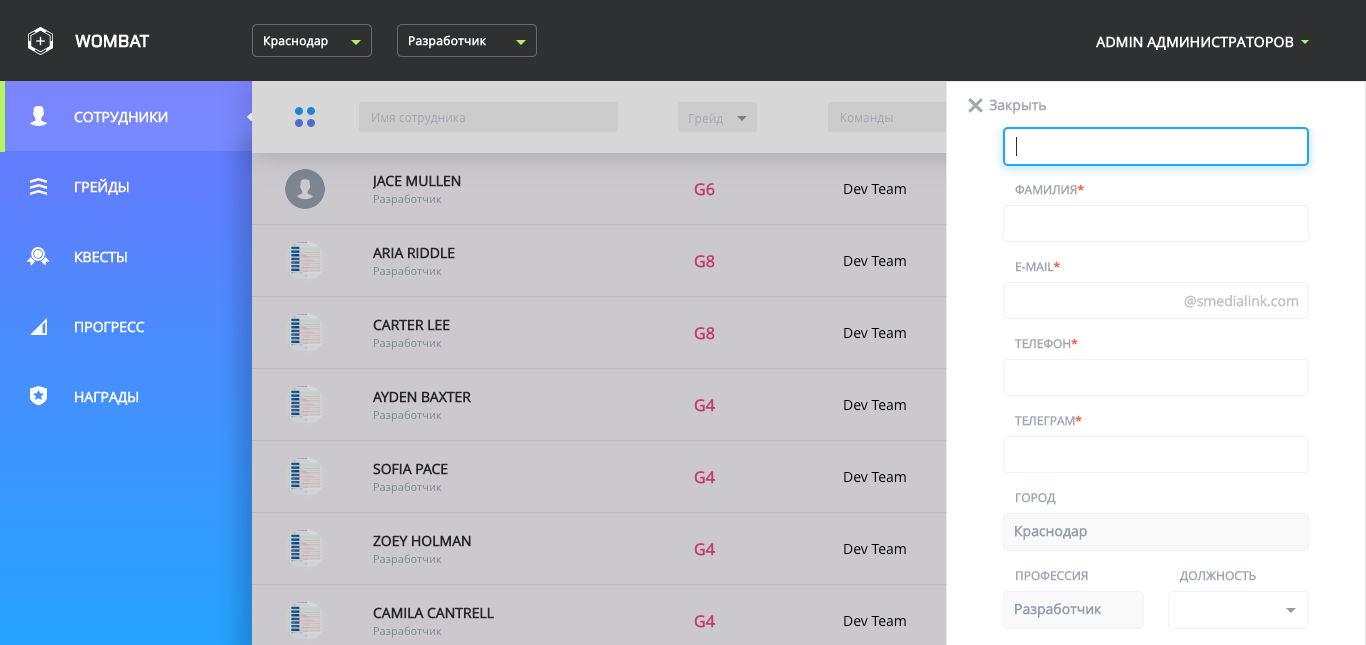 WOMBAT
Краснодар
Разработчик
ADMIN АДМИНИСТРАТОРОВ
СОТРУДНИКИ
ГРЕЙДЫ
КВЕСТЫ
ПРОГРЕСС
НАГРАДЫ
Имя сотрудника
Грейд
Команды
JACE MULLEN
Разработчик
G6
Dev Team
ARIA RIDDLE
Разработчик
G8
Dev Team
CARTER LEE
Разработчик
G8
Dev Team
AYDEN BAXTER
Разработчик
G4
Dev Team
SOFIA PACE
Разработчик
G4
Dev Team
ZOEY HOLMAN
Разработчик
G4
Dev Team
CAMILA CANTRELL
Разработчик
G4
Dev Team
Закрыть
ФАМИЛИЯ*
E-MAIL*
@smedialink.com
ТЕЛЕФОН*
ТЕЛЕГРАМ*
ГОРОД
Краснодар
ПРОФЕССИЯ
ДОЛЖНОСТЬ
Разработчик